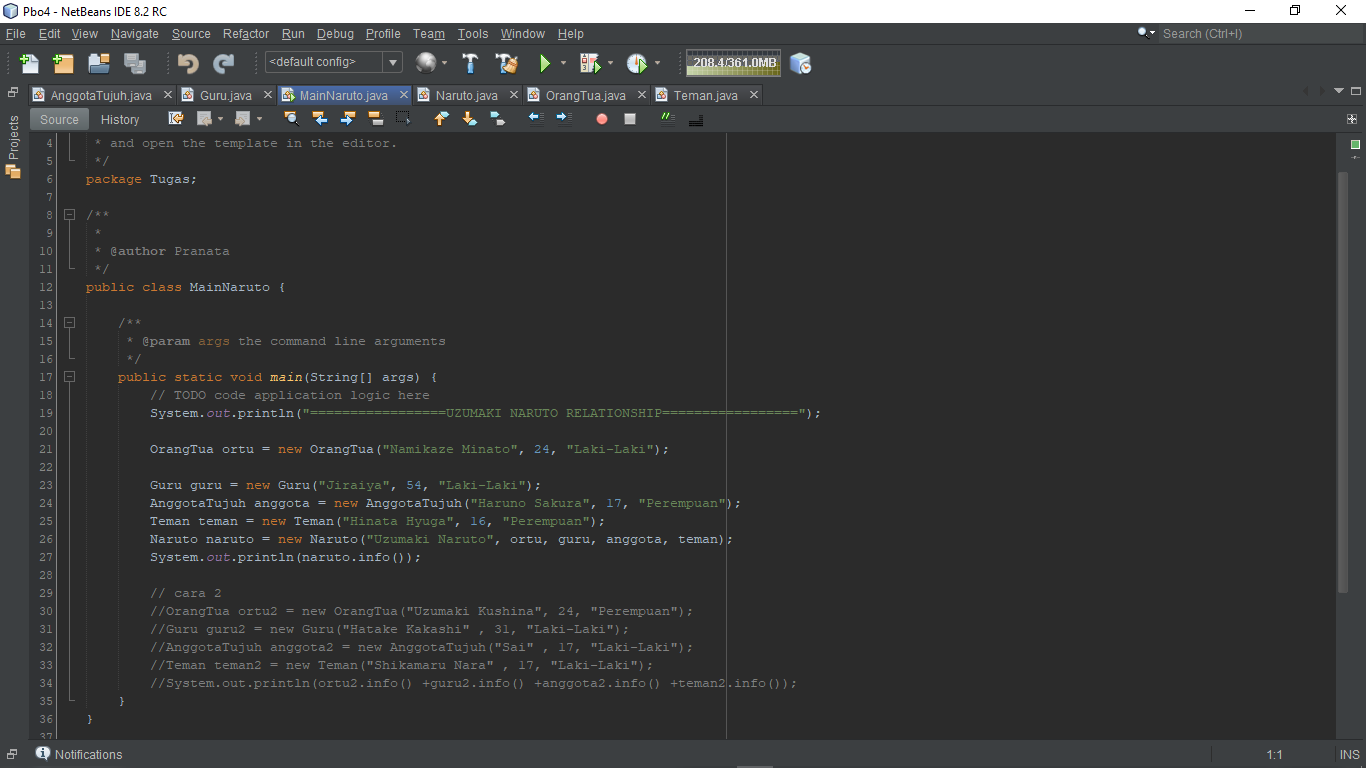 Pbo4 - NetBeans IDE 8.2 RC
File Edit View Navigate Source Refactor Run Debug Profile Team Tools Window Help
Search (Ctrl+I)
<default config>
208.4/361.0MB
AnggotaTujuh.java Guru.java MainNaruto.java Naruto.java OrangTua.java Teman.java
Source History
Projects
4 * and open the template in the editor.
5 */
6 package Tugas;
7
8 /**
9 *
10 * @author Pranata
11 */
12 public class MainNaruto {
13
14 /**
15 * @param args the command line arguments
16 */
17 public static void main(String[] args) {
18 // TODO code application logic here
19 System.out.println("=================UZUMAKI NARUTO RELATIONSHIP=================");
20
21 OrangTua ortu = new OrangTua("Namikaze Minato", 24, "Laki-Laki");
22
23 Guru guru = new Guru("Jiraiya", 54, "Laki-Laki");
24 AnggotaTujuh anggota = new AnggotaTujuh("Haruno Sakura", 17, "Perempuan");
25 Teman teman = new Teman("Hinata Hyuga", 16, "Perempuan");
26 Naruto naruto = new Naruto("Uzumaki Naruto", ortu, guru, anggota, teman);
27 System.out.println(naruto.info());
28
29 // cara 2
30 //OrangTua ortu2 = new OrangTua("Uzumaki Kushina", 24, "Perempuan");
31 //Guru guru2 = new Guru("Hatake Kakashi" , 31, "Laki-Laki");
32 //AnggotaTujuh anggota2 = new AnggotaTujuh("Sai" , 17, "Laki-Laki");
33 //Teman teman2 = new Teman("Shikamaru Nara" , 17, "Laki-Laki");
34 //System.out.println(ortu2.info() +guru2.info() +anggota2.info() +teman2.info());
35 }
36 }
37
Notifications
1:1 INS